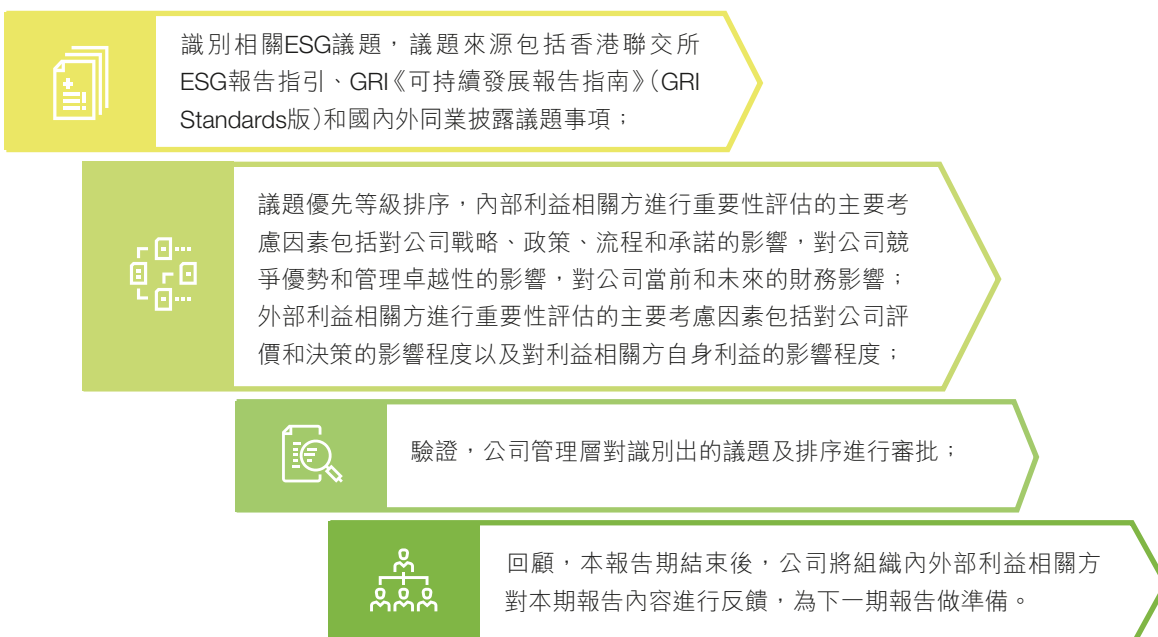 識別相關ESG議題，議題來源包括香港聯交所
ESG報告指引、GRI《可持續發展報告指南》（GRI
Standards版）和國內外同業披露議題事項；
議題優先等級排序，內部利益相關方進行重要性評估的主要考
慮因素包括對公司戰略、政策、流程和承諾的影響，對公司競
爭優勢和管理卓越性的影響，對公司當前和未來的財務影響；
外部利益相關方進行重要性評估的主要考慮因素包括對公司評
價和決策的影響程度以及對利益相關方自身利益的影響程度；
驗證，公司管理層對識別出的議題及排序進行審批；
回顧，本報告期結束後，公司將組織內外部利益相關方
對本期報告內容進行反饋，為下一期報告做準備。